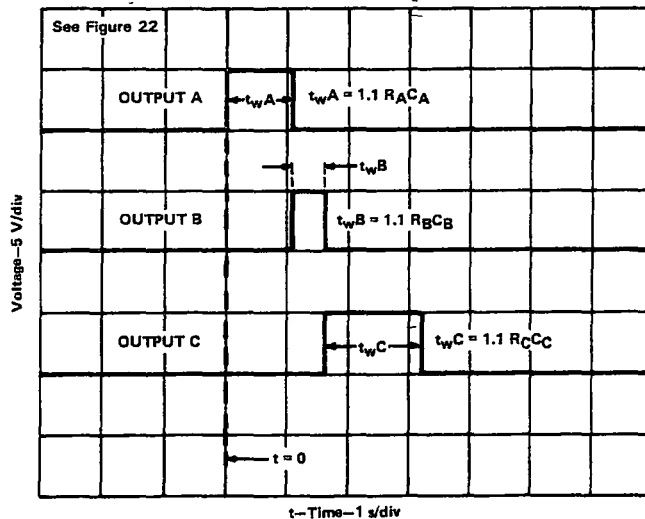 See Figure 22
OUTPUT A
twA
twA = 1.1 RACA
twB
OUTPUT B
twB = 1.1 RBCB
OUTPUT C
twC
twC = 1.1 RCCC
t = 0
Voltage–5 V/div
t–Time–1 s/div